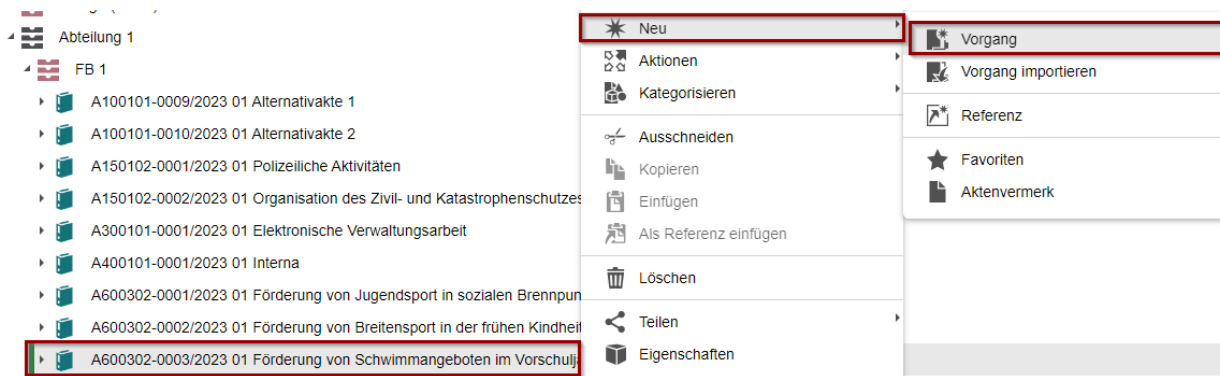 Abteilung 1
FB 1
A100101-0009/2023 01 Alternativakte 1
A100101-0010/2023 01 Alternativakte 2
A150102-0001/2023 01 Polizeiliche Aktivitäten
A150102-0002/2023 01 Organisation des Zivil- und Katastrophenschutzes
A300101-0001/2023 01 Elektronische Verwaltungsarbeit
A400101-0001/2023 01 Interna
A600302-0001/2023 01 Förderung von Jugendsport in sozialen Brennpun
A600302-0002/2023 01 Förderung von Breitensport in der frühen Kindheit
A600302-0003/2023 01 Förderung von Schwimmangeboten im Vorschulj
Neu
Aktionen
Kategorisieren
Ausschneiden
Kopieren
Einfügen
Als Referenz einfügen
Löschen
Teilen
Eigenschaften
Vorgang
Vorgang importieren
Referenz
Favoriten
Aktenvermerk